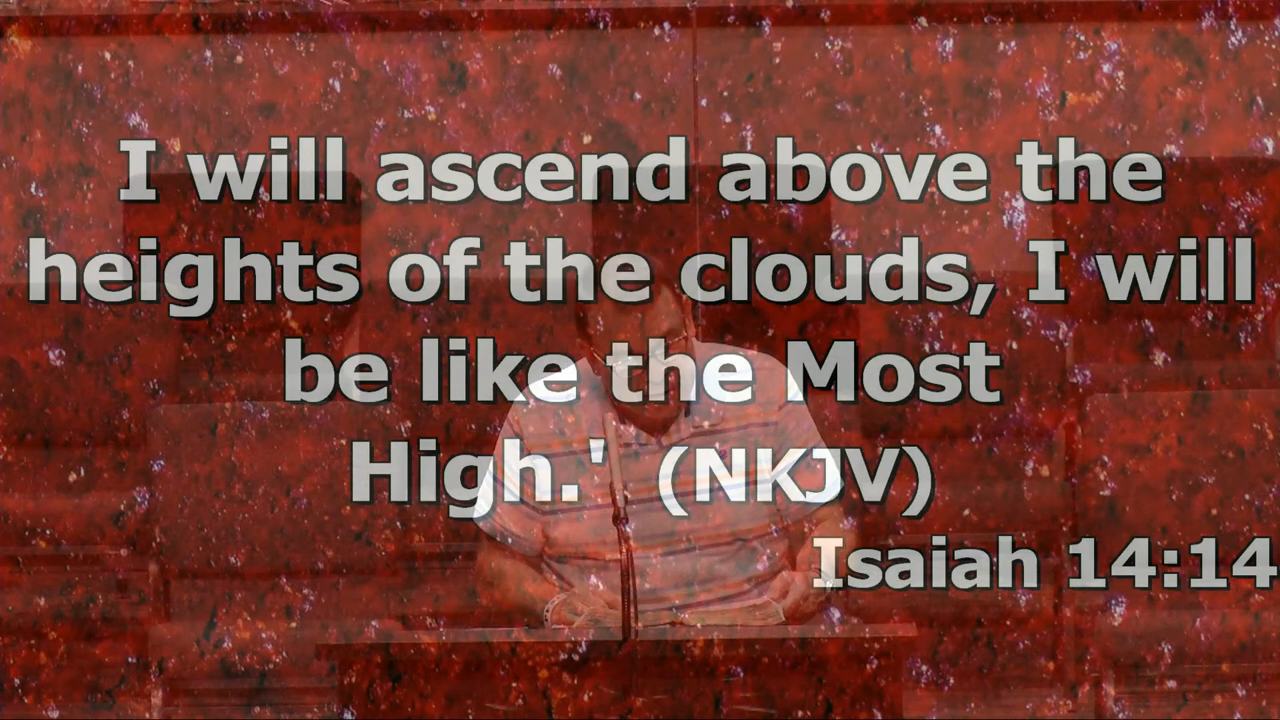 I will ascend above the
heights of the clouds, I will
be like the Most
High.' (NKJV)
Isaiah 14:14